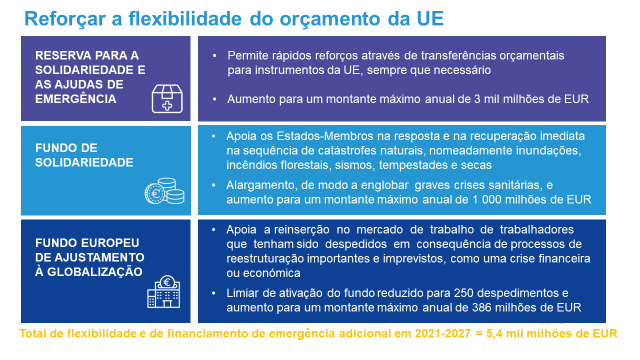 Reforçar a flexibilidade do orçamento da UE
RESERVA PARA A
SOLIDARIEDADE E
AS AJUDAS DE
EMERGÊNCIA
• Permite rápidos reforços através de transferências orçamentais
para instrumentos da UE, sempre que necessário
• Aumento para um montante máximo anual de 3 mil milhões de EUR
FUNDO DE
SOLIDARIEDADE
• Apoia os Estados-Membros na resposta e na recuperação imediata
na sequência de catástrofes naturais, nomeadamente inundações,
incêndios florestais, sismos, tempestades e secas
• Alargamento, de modo a englobar graves crises sanitárias, e
aumento para um montante máximo anual de 1 000 milhões de EUR
FUNDO EUROPEU
DE AJUSTAMENTO
À GLOBALIZAÇÃO
• Apoia a reinserção no mercado de trabalho de trabalhadores
que tenham sido despedidos em consequência de processos de
reestruturação importantes e imprevistos, como uma crise financeira
ou económica
• Limiar de ativação do fundo reduzido para 250 despedimentos e
aumento para um montante máximo anual de 386 milhões de EUR
Total de flexibilidade e de financiamento de emergência adicional em 2021-2027 = 5,4 mil milhões de EUR